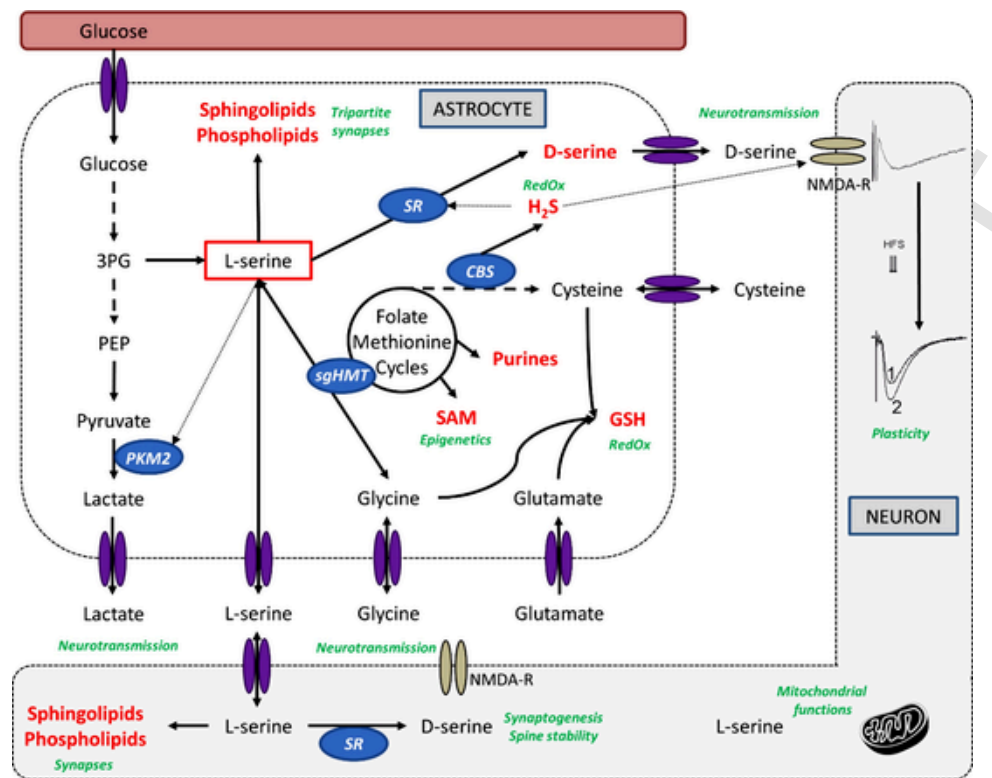 Glucose
ASTROCYTE
Sphingolipids
Phospholipids
Tripartite
synapses
Neurotransmission
Glucose
D-serine
D-serine
NMDA-R
RedOx
H2S
SR
HFS
3PG
L-serine
CBS
Cysteine
Cysteine
Folate
Methionine
Cycles
PEP
Purines
sgHMT
1
2
SAM
Epigenetics
GSH
RedOx
Plasticity
Pyruvate
PKM2
Lactate
Glycine
Glutamate
NEURON
Lactate
L-serine
Glycine
Glutamate
Neurotransmission
Neurotransmission
NMDA-R
Mitochondrial
functions
Sphingolipids
Phospholipids
L-serine
SR
D-serine
Synaptogenesis
Spine stability
L-serine
Synapses